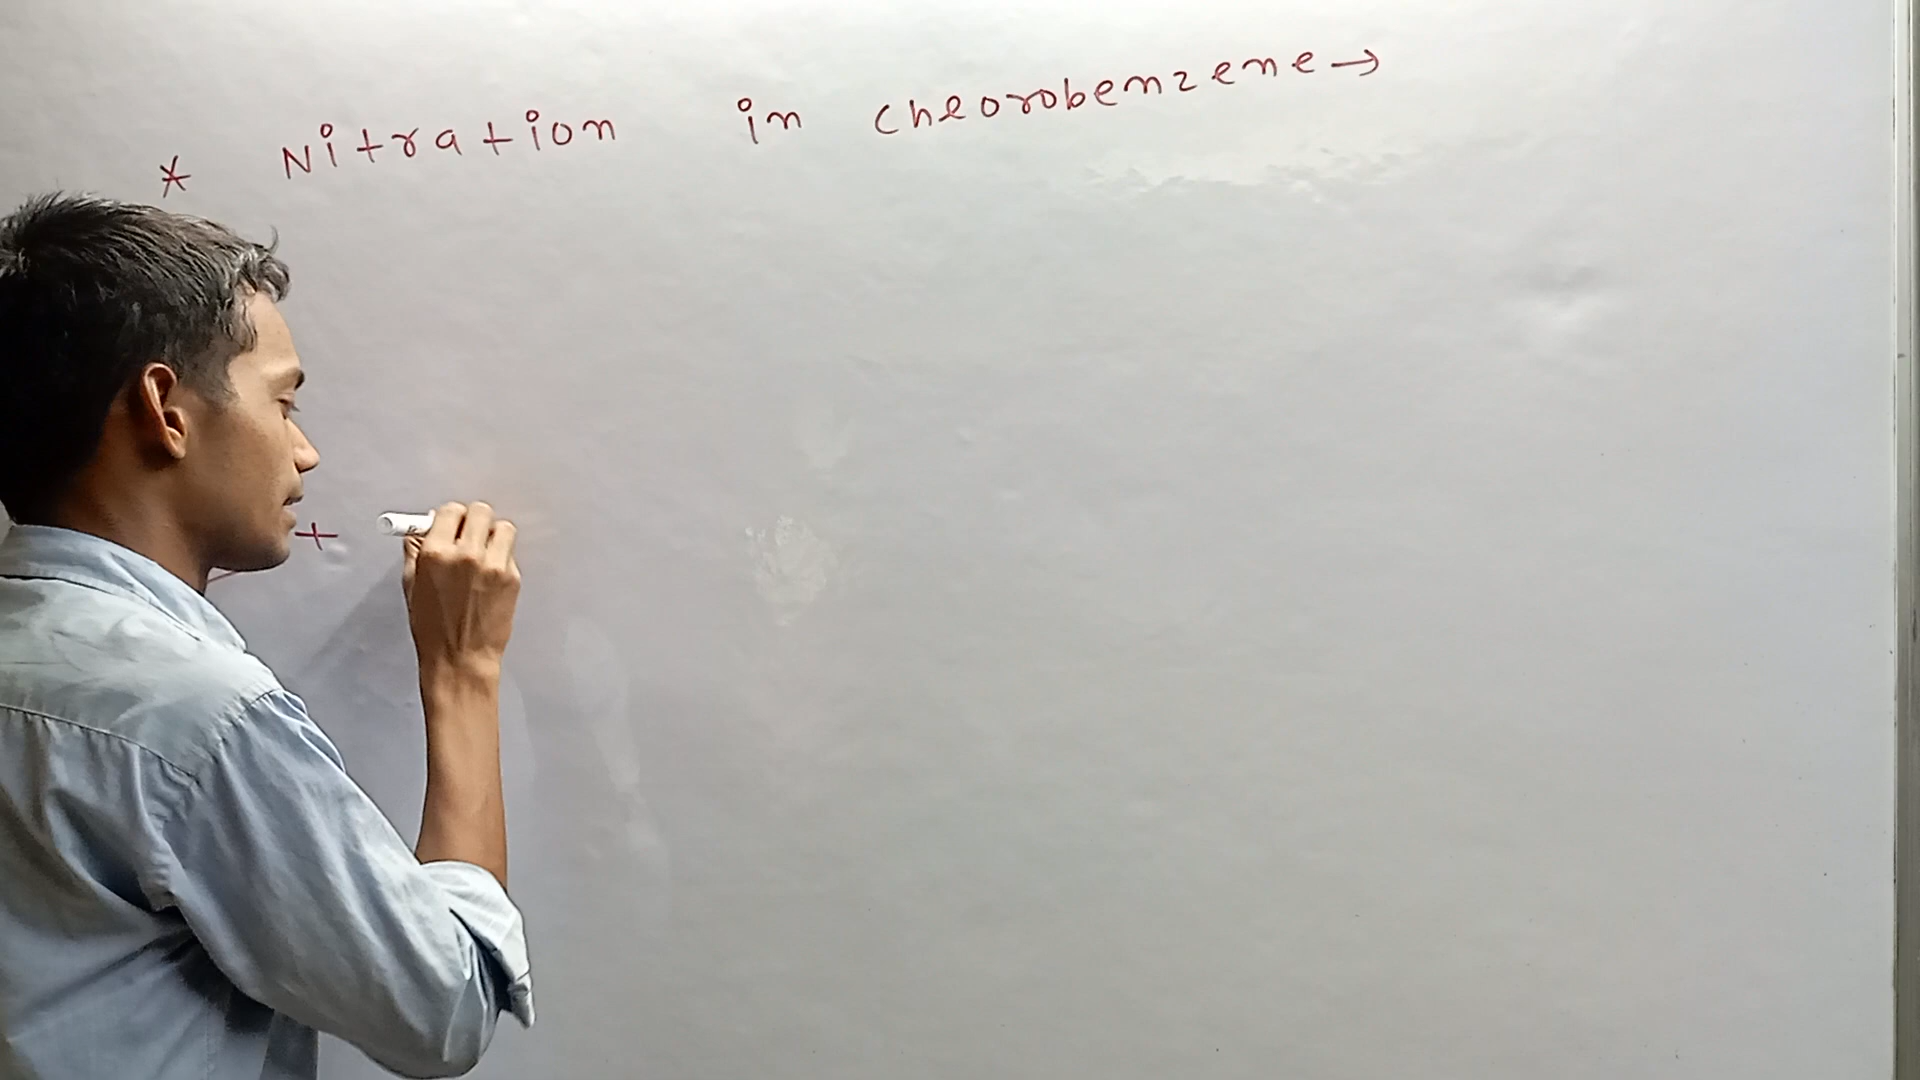 * Nitration in Chlorobenzene →
+